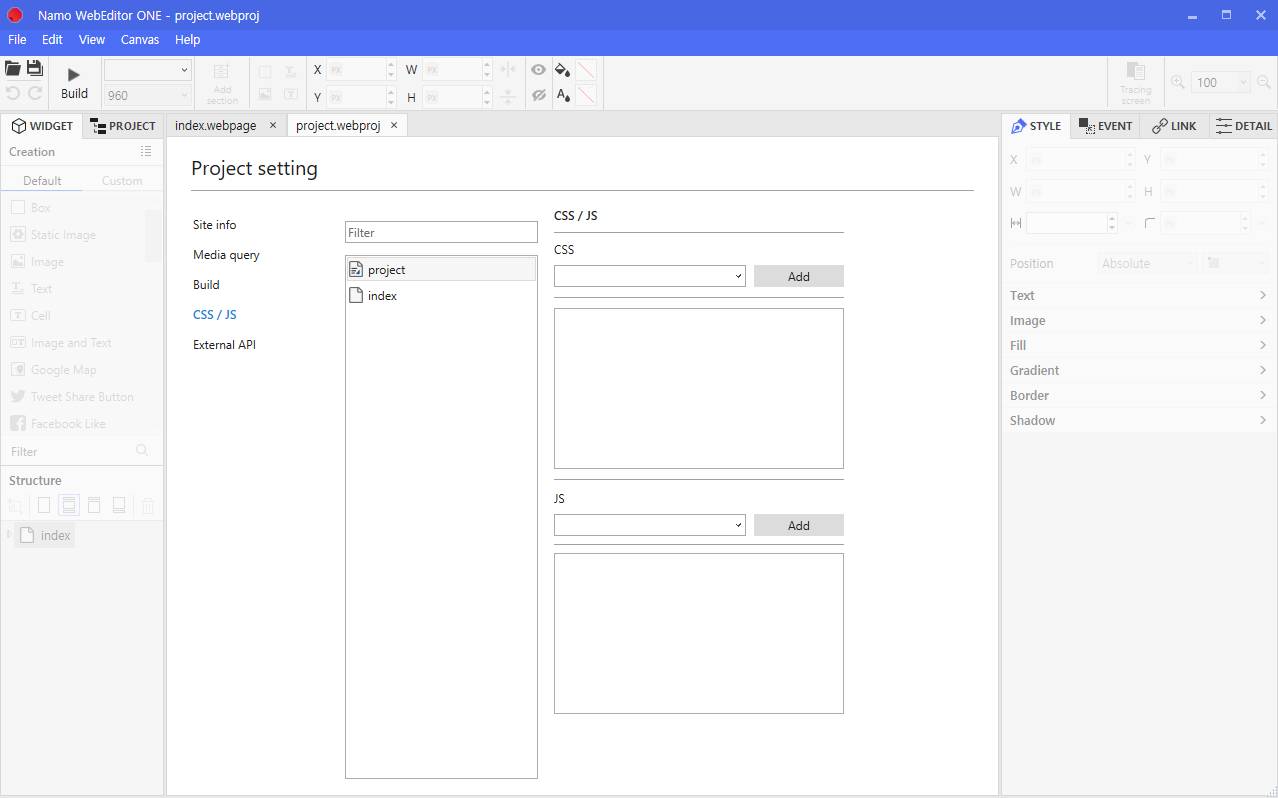 Namo WebEditor ONE - project.webproj
File Edit View Canvas Help
Build
960
Add section
X PX
Y PX
W PX
H PX
Tracing screen
100
WIDGET
PROJECT
index.webpage ×
project.webproj ×
STYLE
EVENT
LINK
DETAIL
Creation
Default
Custom
Box
Static Image
Image
Text
Cell
Image and Text
Google Map
Tweet Share Button
Facebook Like
Filter
Structure
index
Project setting
Site info
Media query
Build
CSS / JS
External API
Filter
project
index
CSS / JS
CSS
Add
JS
Add
X PX Y PX
W PX H PX
PX
Position Absolute
Text
Image
Fill
Gradient
Border
Shadow